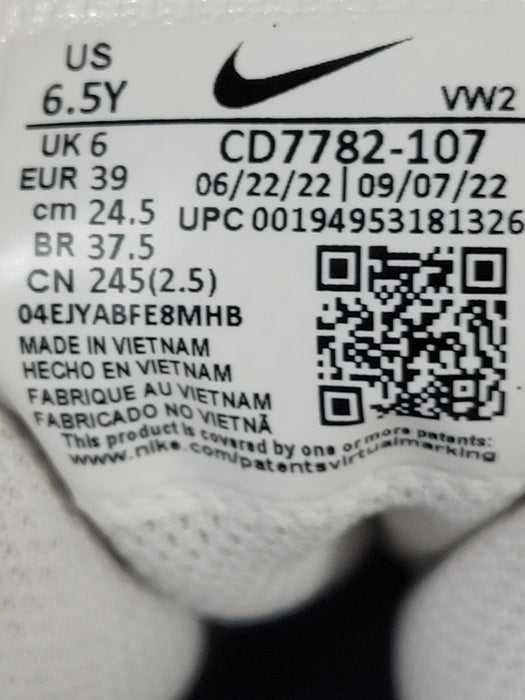 US
6.5Y
VW2
UK 6
CD7782-107
EUR 39
06/22/22 | 09/07/22
cm 24.5
UPC 00194953181326
BR 37.5
CN 245(2.5)
04EJYABFE8MHB
MADE IN VIETNAM
HECHO EN VIETNAM
FABRIQUE AU VIETNAM
FABRICADO NO VIETNÃ
This product is covered by one or more patents:
www.nike.com/patentsvirtualmarking